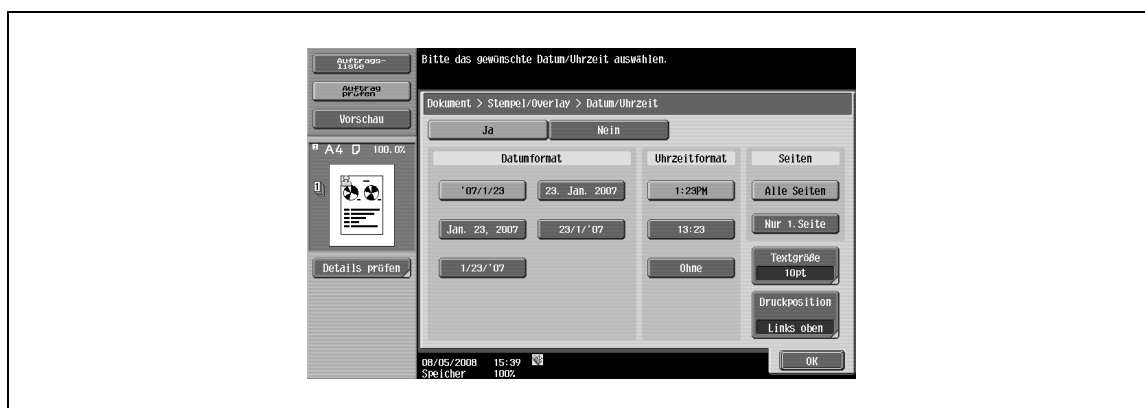 Auftrags-
liste
Auftrag
prüfen
Vorschau
A4 100.0%
1
Details prüfen
Bitte das gewünschte Datum/Uhrzeit auswählen.
Dokument > Stempel/Overlay > Datum/Uhrzeit
Ja Nein
Datumformat Uhrzeitformat Seiten
'07/1/23 23. Jan. 2007 1:23PM Alle Seiten
Jan. 23, 2007 23/1/'07 13:23 Nur 1.Seite
1/23/'07 Ohne
Textgröße
10pt
Druckposition
Links oben
08/05/2008 15:39
Speicher 100%
OK